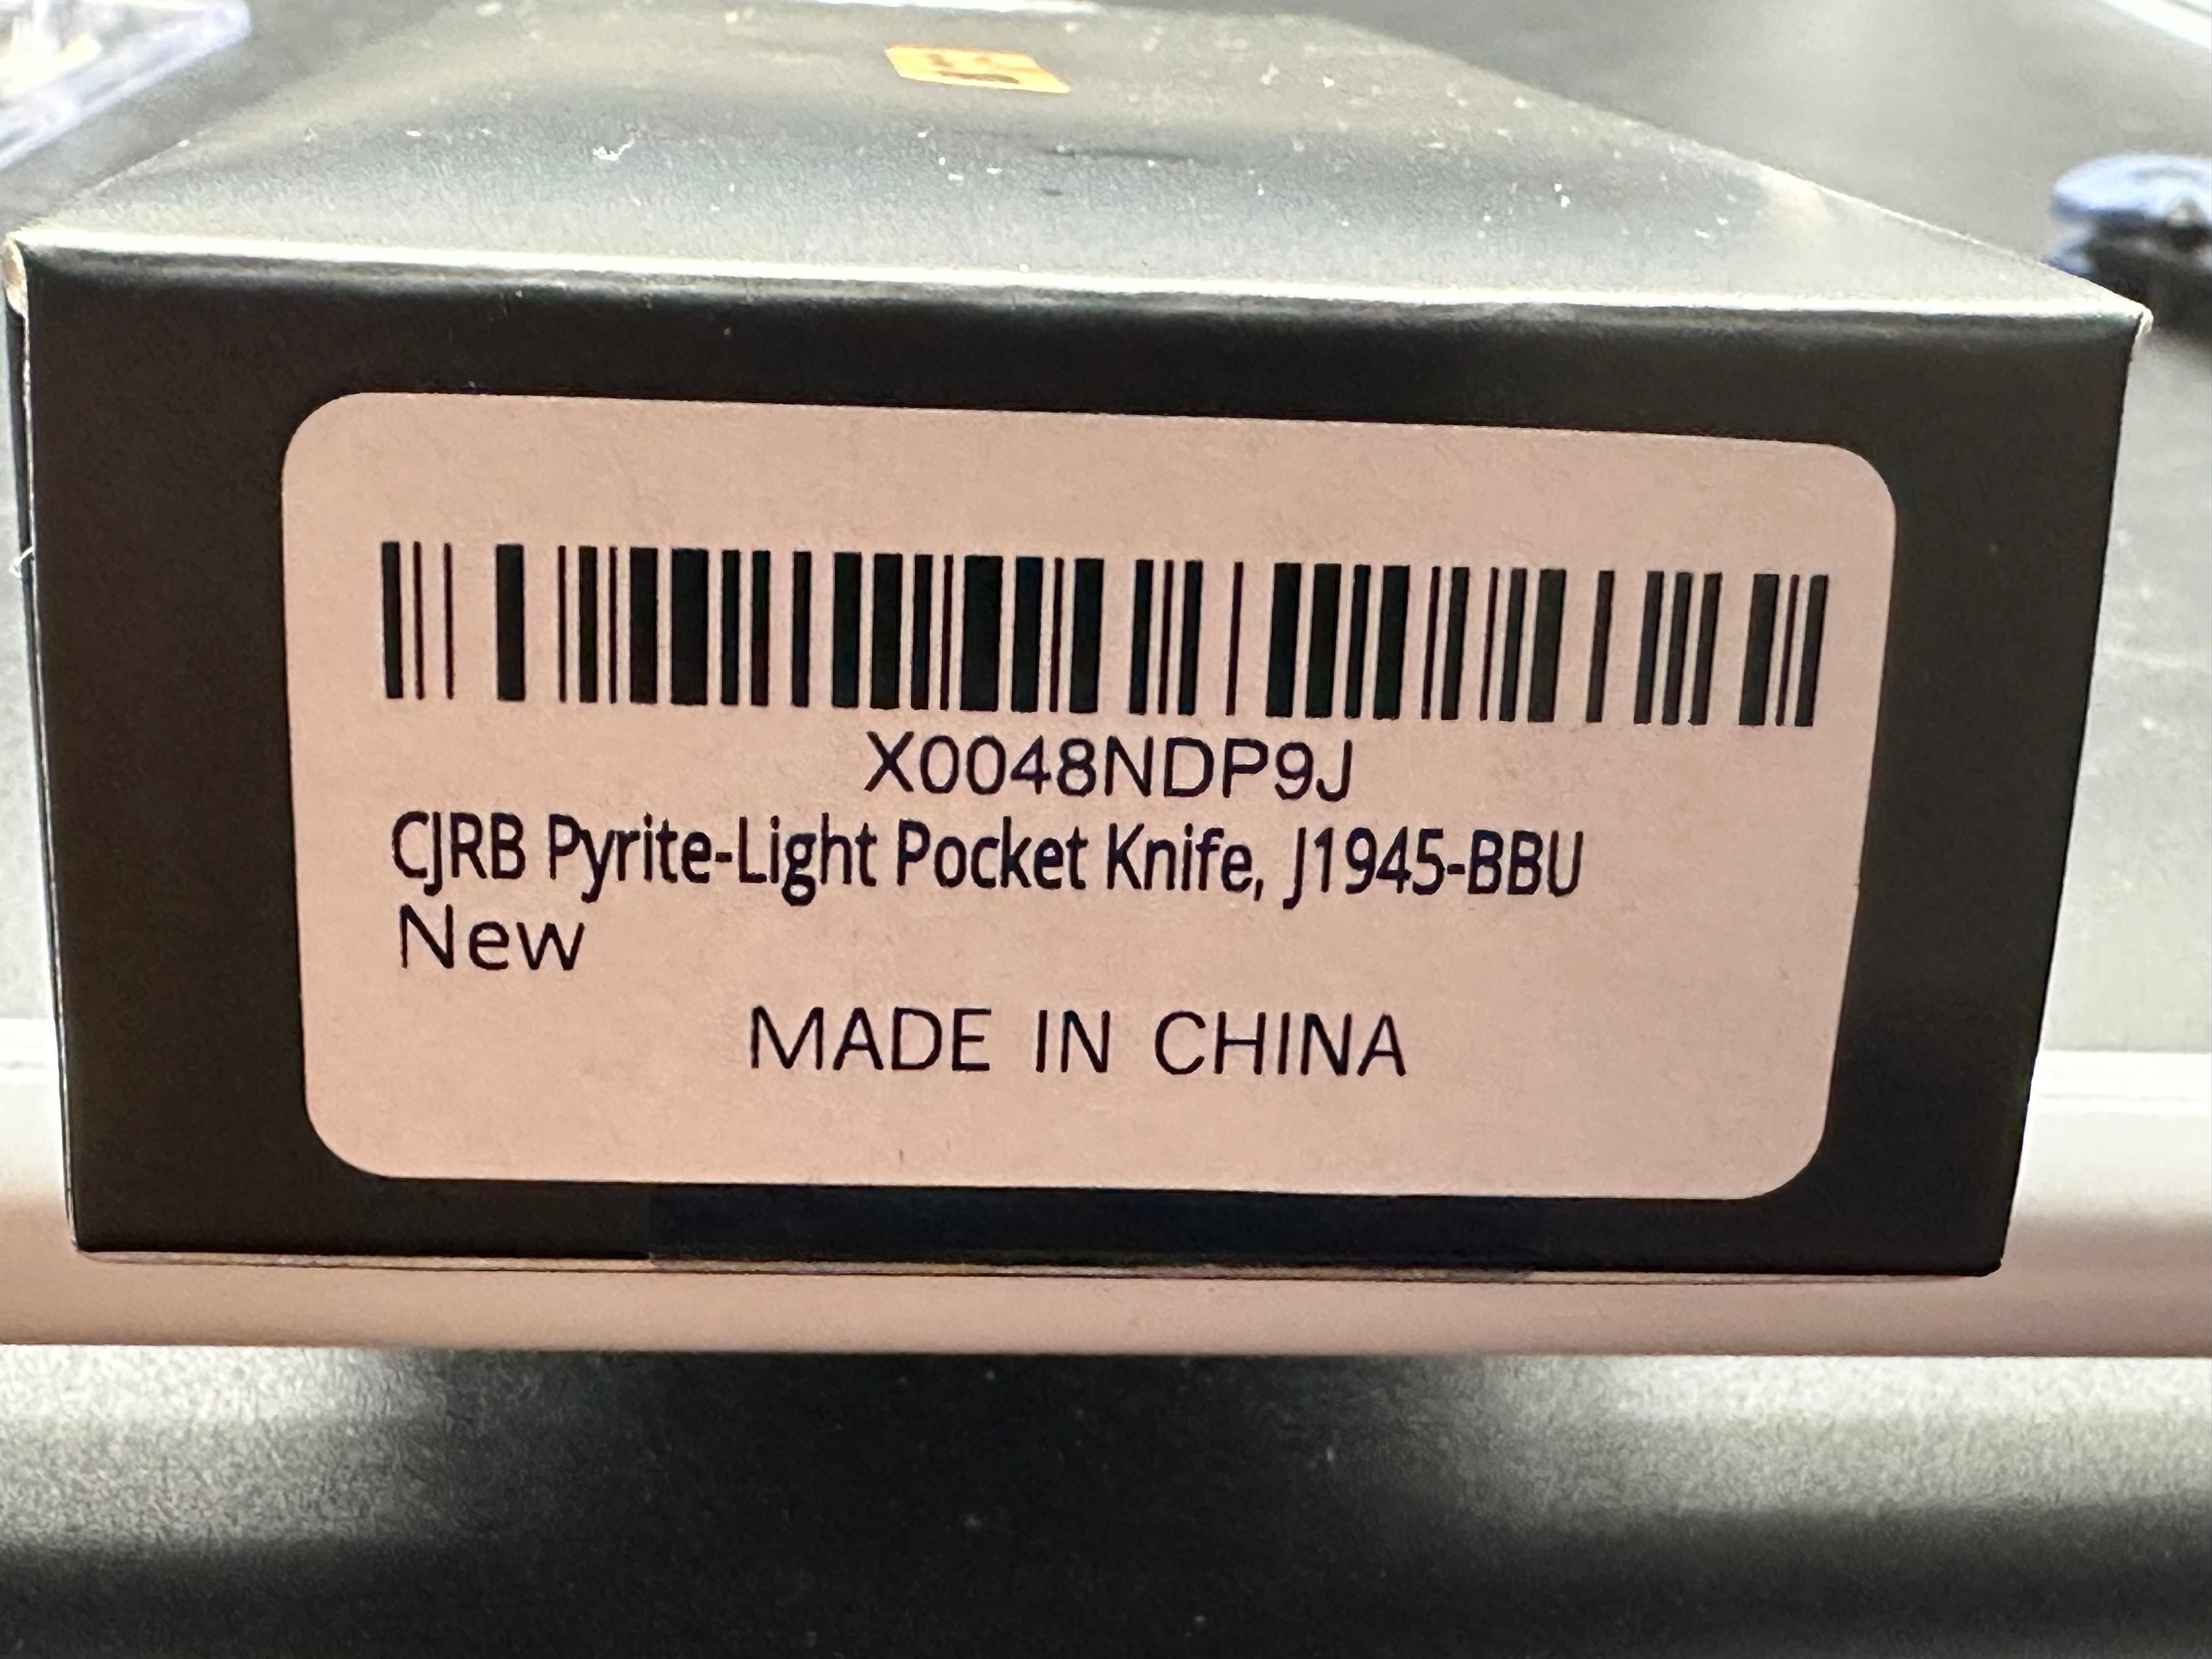 X0048NDP9J
CJRB Pyrite-Light Pocket Knife, J1945-BBU
New
MADE IN CHINA